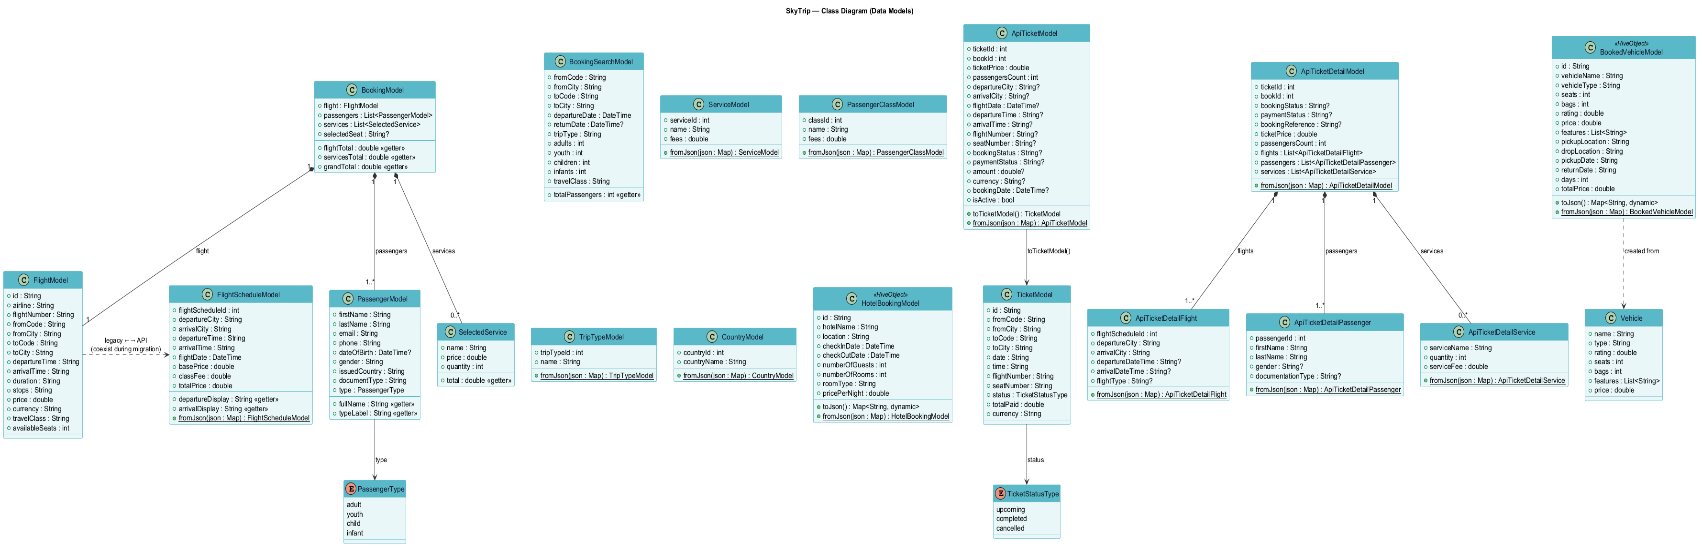 SkyTrip — Class Diagram (Data Models)
BookingModel
flight : FlightModel
passengers : List<PassengerModel>
services : List<SelectedService>
selectedSeat : String?
flightTotal : double «getter»
servicesTotal : double «getter»
grandTotal : double «getter»
BookingSearchModel
fromCode : String
fromCity : String
toCode : String
toCity : String
departureDate : DateTime
returnDate : DateTime?
tripType : String
adults : int
youth : int
children : int
infants : int
travelClass : String
totalPassengers : int «getter»
ServiceModel
serviceId : int
name : String
fees : double
fromJson(json : Map) : ServiceModel
PassengerClassModel
classId : int
name : String
fees : double
fromJson(json : Map) : PassengerClassModel
ApiTicketModel
ticketId : int
bookId : int
ticketPrice : double
passengersCount : int
departureCity : String?
arrivalCity : String?
flightDate : DateTime?
departureTime : String?
arrivalTime : String?
flightNumber : String?
seatNumber : String?
bookingStatus : String?
paymentStatus : String?
amount : double?
currency : String?
bookingDate : DateTime?
isActive : bool
toTicketModel() : TicketModel
fromJson(json : Map) : ApiTicketModel
ApiTicketDetailModel
ticketId : int
bookId : int
bookingStatus : String?
paymentStatus : String?
bookingReference : String?
ticketPrice : double
passengersCount : int
flights : List<ApiTicketDetailFlight>
passengers : List<ApiTicketDetailPassenger>
services : List<ApiTicketDetailService>
fromJson(json : Map) : ApiTicketDetailModel
«HiveObject»
BookedVehicleModel
id : String
vehicleName : String
vehicleType : String
seats : int
bags : int
rating : double
price : double
features : List<String>
pickupLocation : String
dropLocation : String
pickupDate : String
returnDate : String
days : int
totalPrice : double
toJson() : Map<String, dynamic>
fromJson(json : Map) : BookedVehicleModel
1
1
1
flight
passengers
services
1
1..*
0..*
toTicketModel()
1
1
1
flights
passengers
services
1..*
1..*
0..*
created from
FlightModel
id : String
airline : String
flightNumber : String
fromCode : String
fromCity : String
toCode : String
toCity : String
departureTime : String
arrivalTime : String
duration : String
stops : String
price : double
currency : String
travelClass : String
availableSeats : int
legacy ←→ API
(coexist during migration)
FlightScheduleModel
flightScheduleId : int
departureCity : String
arrivalCity : String
departureTime : String
arrivalTime : String
flightDate : DateTime
basePrice : double
classFee : double
totalPrice : double
departureDisplay : String «getter»
arrivalDisplay : String «getter»
fromJson(json : Map) : FlightScheduleModel
PassengerModel
firstName : String
lastName : String
email : String
phone : String
dateOfBirth : DateTime?
gender : String
issuedCountry : String
documentType : String
type : PassengerType
fullName : String «getter»
typeLabel : String «getter»
SelectedService
name : String
price : double
quantity : int
total : double «getter»
TripTypeModel
tripTypeId : int
name : String
fromJson(json : Map) : TripTypeModel
CountryModel
countryId : int
countryName : String
fromJson(json : Map) : CountryModel
«HiveObject»
HotelBookingModel
id : String
hotelName : String
location : String
checkInDate : DateTime
checkOutDate : DateTime
numberOfGuests : int
numberOfRooms : int
roomType : String
pricePerNight : double
toJson() : Map<String, dynamic>
fromJson(json : Map) : HotelBookingModel
TicketModel
id : String
fromCode : String
fromCity : String
toCode : String
toCity : String
date : String
time : String
flightNumber : String
seatNumber : String
status : TicketStatusType
totalPaid : double
currency : String
ApiTicketDetailFlight
flightScheduleId : int
departureCity : String
arrivalCity : String
departureDateTime : String?
arrivalDateTime : String?
flightType : String?
fromJson(json : Map) : ApiTicketDetailFlight
ApiTicketDetailPassenger
passengerId : int
firstName : String
lastName : String
gender : String?
documentationType : String?
fromJson(json : Map) : ApiTicketDetailPassenger
ApiTicketDetailService
serviceName : String
quantity : int
serviceFee : double
fromJson(json : Map) : ApiTicketDetailService
Vehicle
name : String
type : String
rating : double
seats : int
bags : int
features : List<String>
price : double
type
status
PassengerType
adult
youth
child
infant
TicketStatusType
upcoming
completed
cancelled